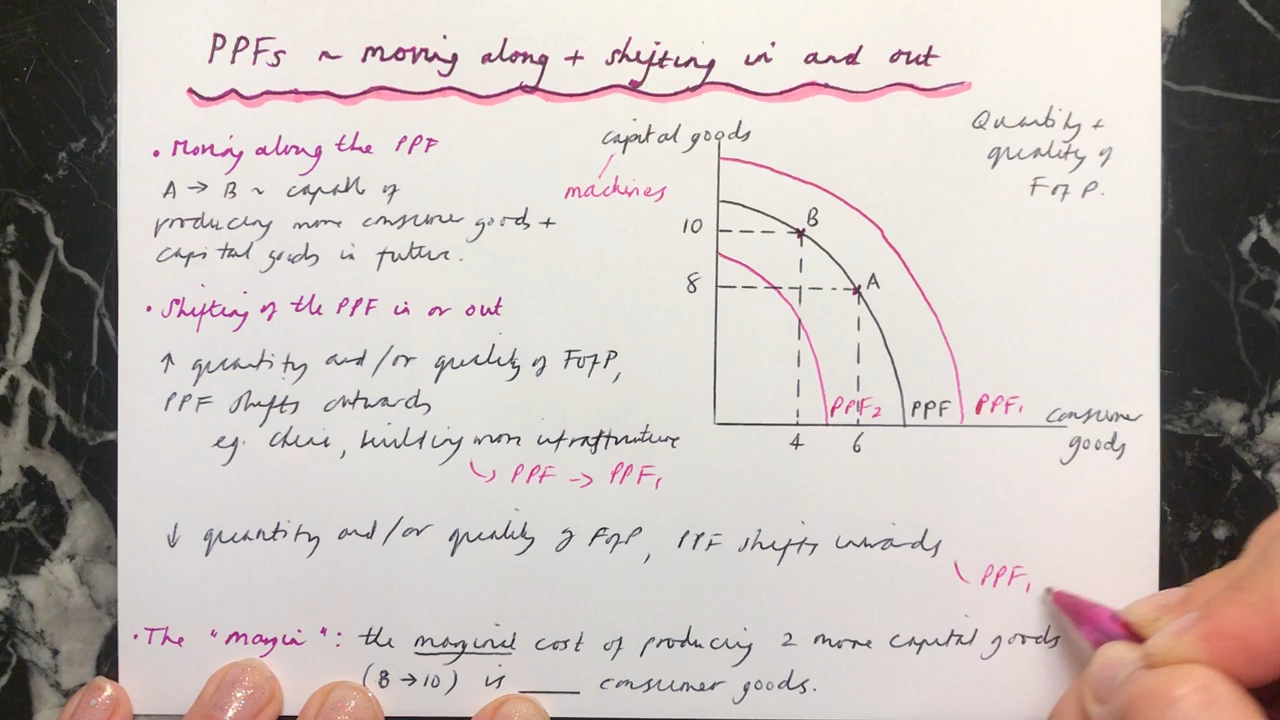 PPFs ~ moving along + shifting in and out
• Moving along the PPF
A → B ~ capable of
producing more consumer goods +
capital goods in future.
• Shifting of the PPF in or out
↑ quantity and/or quality of FofP,
PPF shifts outwards
eg. China, building more infrastructure
↳ PPF → PPF₁
↓ quantity and/or quality of FofP, PPF shifts inwards
\ PPF₁
• The "margin": the marginal cost of producing 2 more capital goods
(8 → 10) is ____ consumer goods.
capital goods
machines
Quantity +
quality of
FofP.
10
B
8
A
PPF₂ PPF PPF₁
consumer
goods
4 6